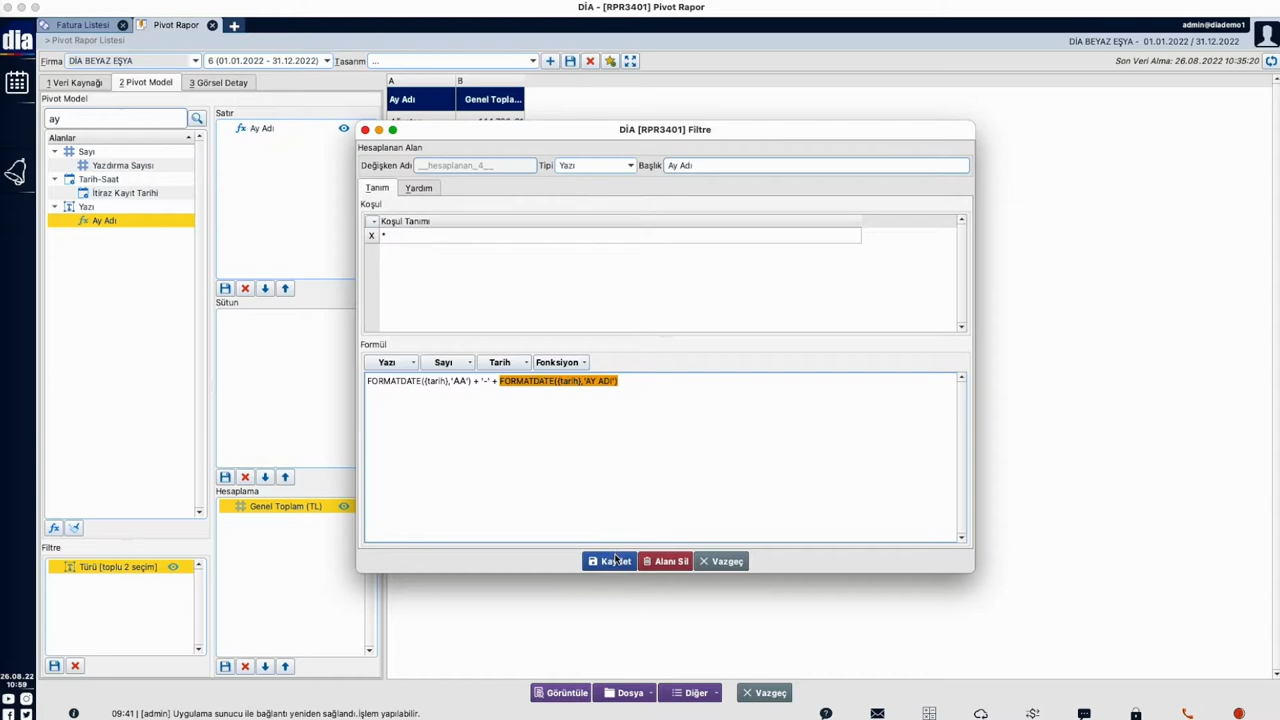 DİA - [RPR3401] Pivot Rapor
dia
Fatura Listesi
Pivot Rapor
admin@diademo1
> Pivot Rapor Listesi
DİA BEYAZ EŞYA - 01.01.2022 / 31.12.2022
Firma DİA BEYAZ EŞYA 6 (01.01.2022 - 31.12.2022) Tasarım ...
Son Veri Alma: 26.08.2022 10:35:20
1 Veri Kaynağı 2 Pivot Model 3 Görsel Detay
A B
Pivot Model
Ay Adı Genel Topla...
ay
Satır
Alanlar
Ay Adı
Sayı
Yazdırma Sayısı
Tarih-Saat
İtiraz Kayıt Tarihi
Yazı
Ay Adı
Sütun
Hesaplama
Genel Toplam (TL)
Filtre
Türü [toplu 2 seçim]
DİA [RPR3401] Filtre
Hesaplanan Alan
Değişken Adı __hesaplanan_4__ Tipi Yazı Başlık Ay Adı
Tanım Yardım
Koşul
Koşul Tanımı
X *
Formül
Yazı Sayı Tarih Fonksiyon
FORMATDATE({tarih},'AA') + '-' + FORMATDATE({tarih},'AY ADI')
Kaydet Alanı Sil Vazgeç
Görüntüle Dosya Diğer Vazgeç
26.08.22
10:59
09:41 | [admin] Uygulama sunucu ile bağlantı yeniden sağlandı.İşlem yapılabilir.